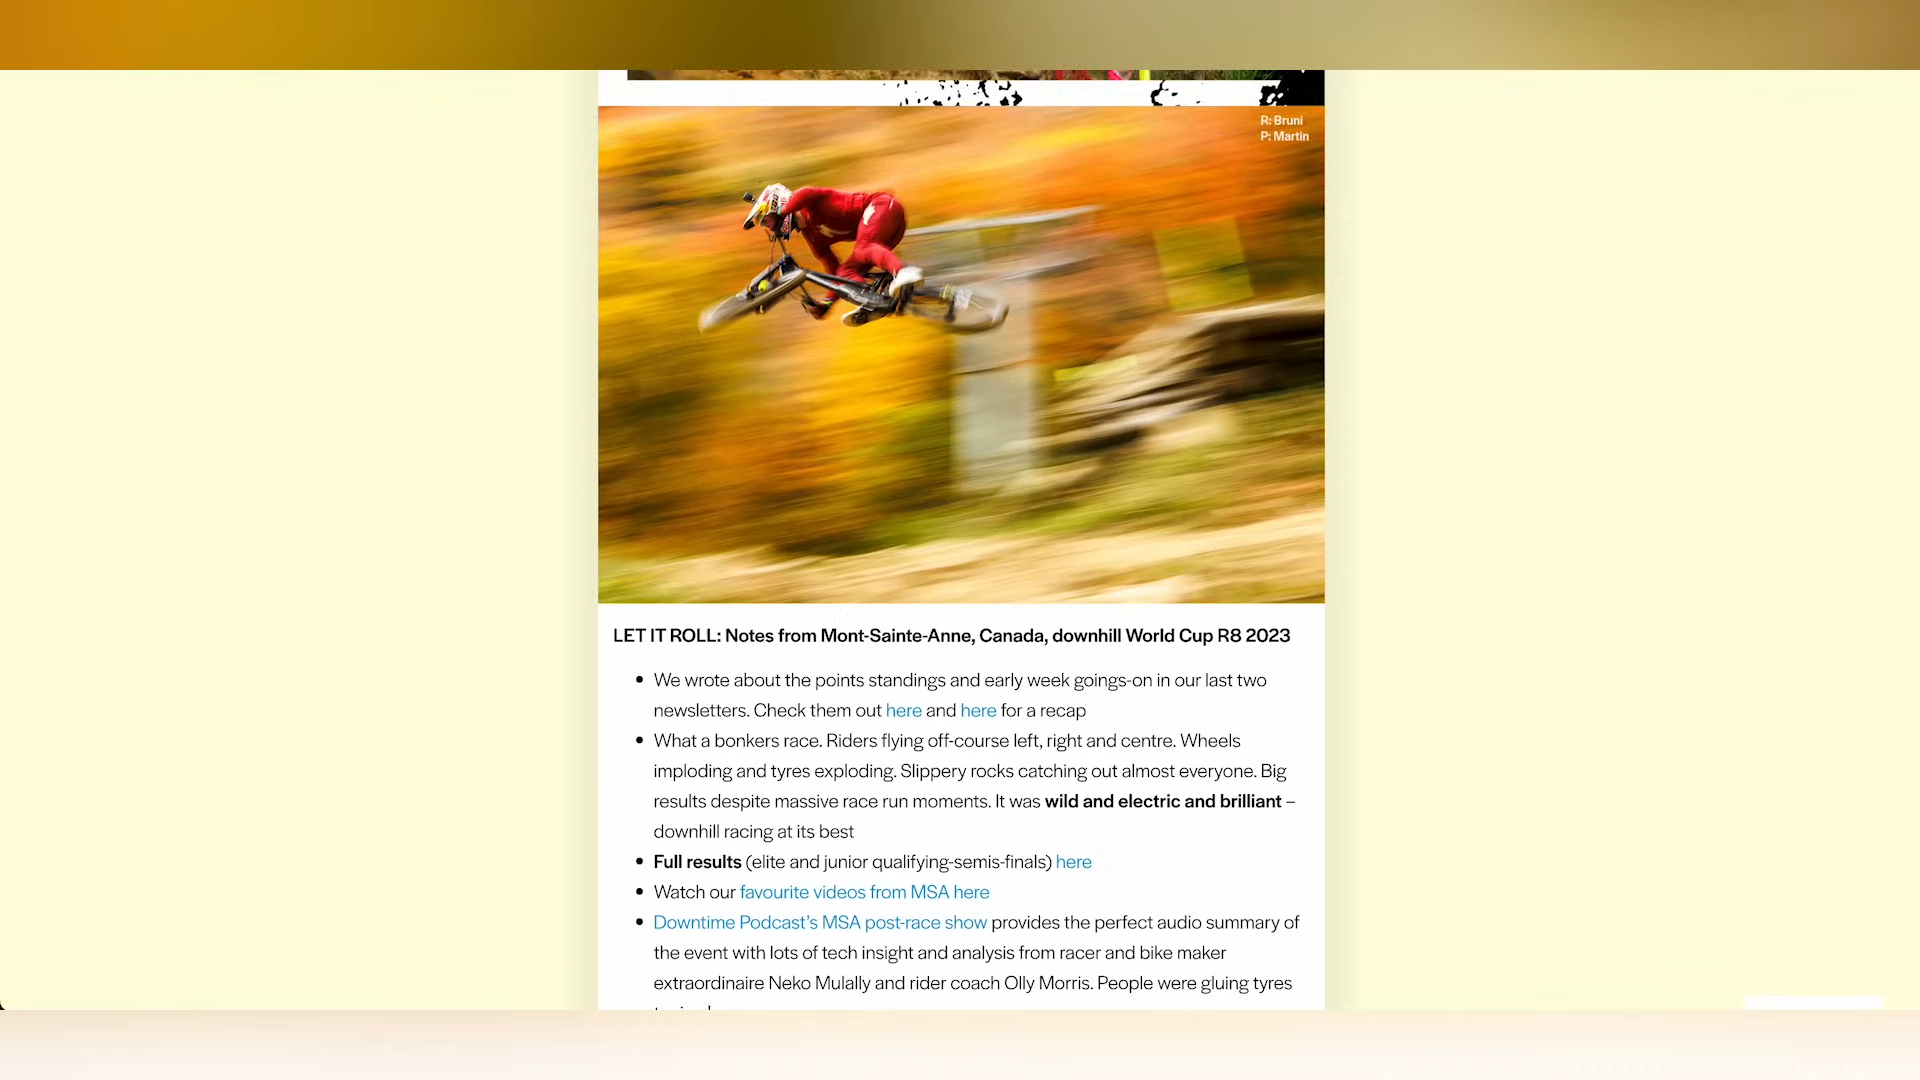 R: Bruni
P: Martin
LET IT ROLL: Notes from Mont-Sainte-Anne, Canada, downhill World Cup R8 2023
• We wrote about the points standings and early week goings-on in our last two
newsletters. Check them out here and here for a recap
• What a bonkers race. Riders flying off-course left, right and centre. Wheels
imploding and tyres exploding. Slippery rocks catching out almost everyone. Big
results despite massive race run moments. It was wild and electric and brilliant –
downhill racing at its best
• Full results (elite and junior qualifying-semis-finals) here
• Watch our favourite videos from MSA here
• Downtime Podcast’s MSA post-race show provides the perfect audio summary of
the event with lots of tech insight and analysis from racer and bike maker
extraordinaire Neko Mulally and rider coach Olly Morris. People were gluing tyres